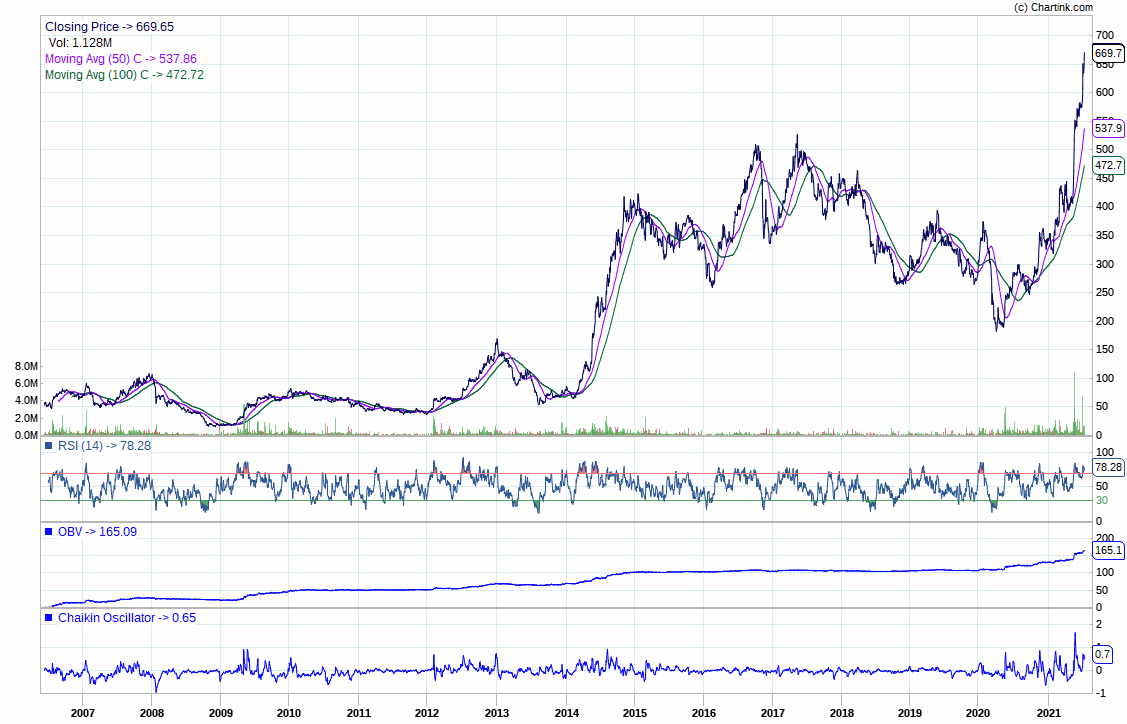 (c) Chartink.com
Closing Price -> 669.65
Vol: 1.128M
Moving Avg (50) C -> 537.86
Moving Avg (100) C -> 472.72
700
669.7
650
600
550
537.9
500
472.7
450
400
350
300
250
200
150
8.0M
100
6.0M
4.0M
50
2.0M
0.0M
0
RSI (14) -> 78.28
100
78.28
50
30
0
OBV -> 165.09
200
165.1
100
50
0
Chaikin Oscillator -> 0.65
2
1
0.7
0
-1
2007 2008 2009 2010 2011 2012 2013 2014 2015 2016 2017 2018 2019 2020 2021